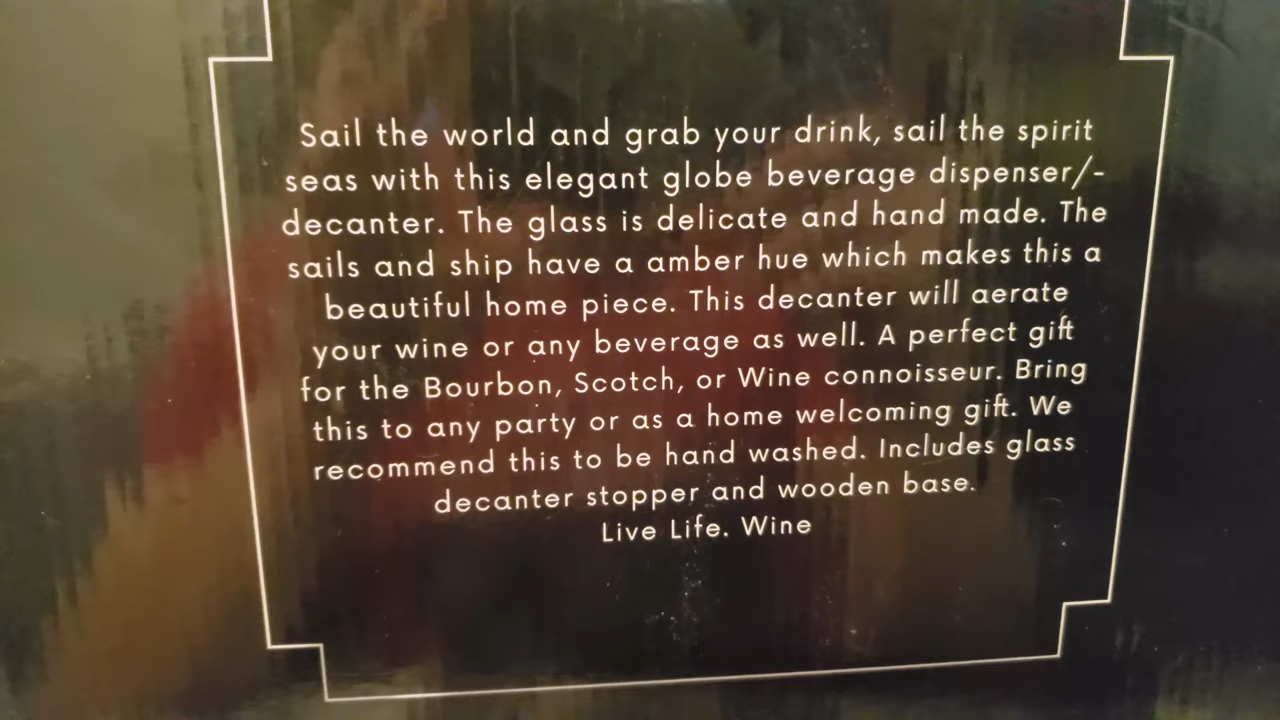 Sail the world and grab your drink, sail the spirit
seas with this elegant globe beverage dispenser/-
decanter. The glass is delicate and hand made. The
sails and ship have a amber hue which makes this a
beautiful home piece. This decanter will aerate
your wine or any beverage as well. A perfect gift
for the Bourbon, Scotch, or Wine connoisseur. Bring
this to any party or as a home welcoming gift. We
recommend this to be hand washed. Includes glass
decanter stopper and wooden base.
Live Life. Wine